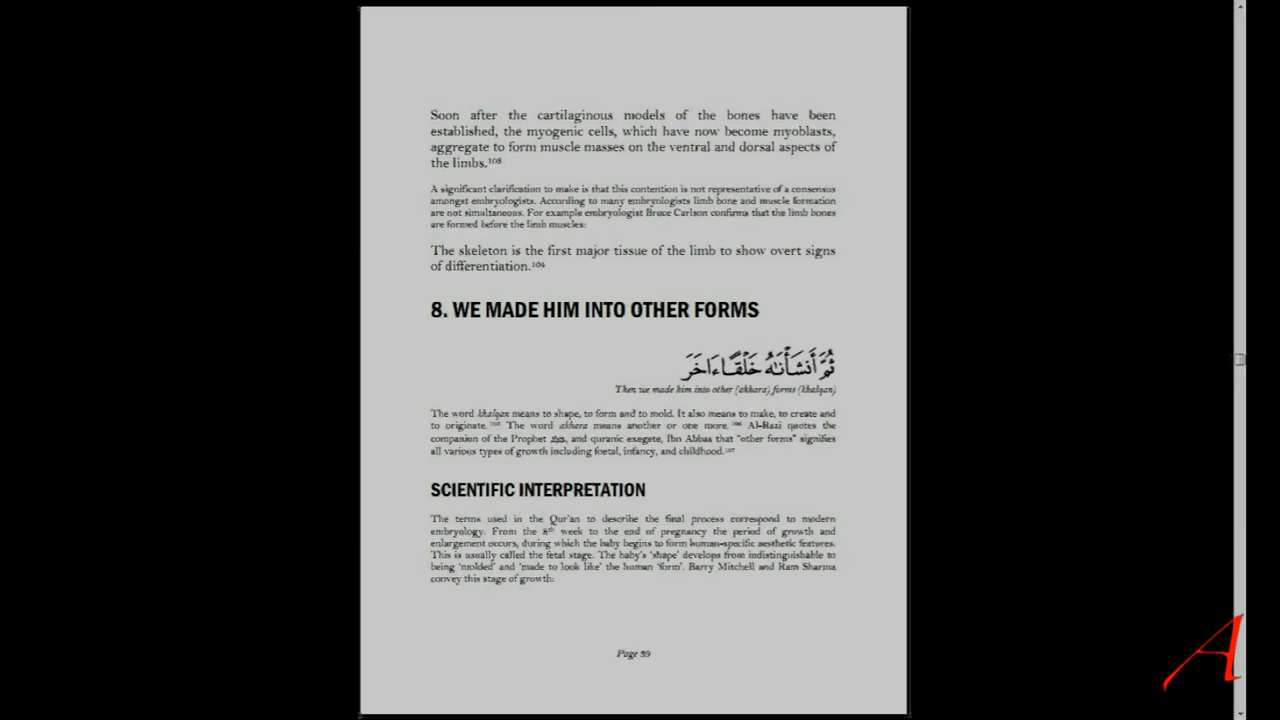 Soon after the cartilaginous models of the bones have been
established, the myogenic cells, which have now become myoblasts,
aggregate to form muscle masses on the ventral and dorsal aspects of
the limbs.103
A significant clarification to make is that this contention is not representative of a consensus
amongst embryologists. According to many embryologists limb bone and muscle formation
are not simultaneous. For example embryologist Bruce Carlson confirms that the limb bones
are formed before the limb muscles:
The skeleton is the first major tissue of the limb to show overt signs
of differentiation.104
8. WE MADE HIM INTO OTHER FORMS
ثُمَّ أَنشَأْنَاهُ خَلْقًا ءَاخَرَ
Then we made him into other (akhara) forms (khalqan)
The word khalqan means to shape, to form and to mold. It also means to make, to create and
to originate.105 The word akhara means another or one more.106 Al-Razi quotes the
companion of the Prophet ﷺ, and quranic exegete, Ibn Abbas that "other forms" signifies
all various types of growth including foetal, infancy, and childhood.107
SCIENTIFIC INTERPRETATION
The terms used in the Qur'an to describe the final process correspond to modern
embryology. From the 8th week to the end of pregnancy the period of growth and
enlargement occurs, during which the baby begins to form human-specific aesthetic features.
This is usually called the fetal stage. The baby's 'shape' develops from indistinguishable to
being 'molded' and 'made to look like' the human 'form'. Barry Mitchell and Ram Sharma
convey this stage of growth:
Page 39
A